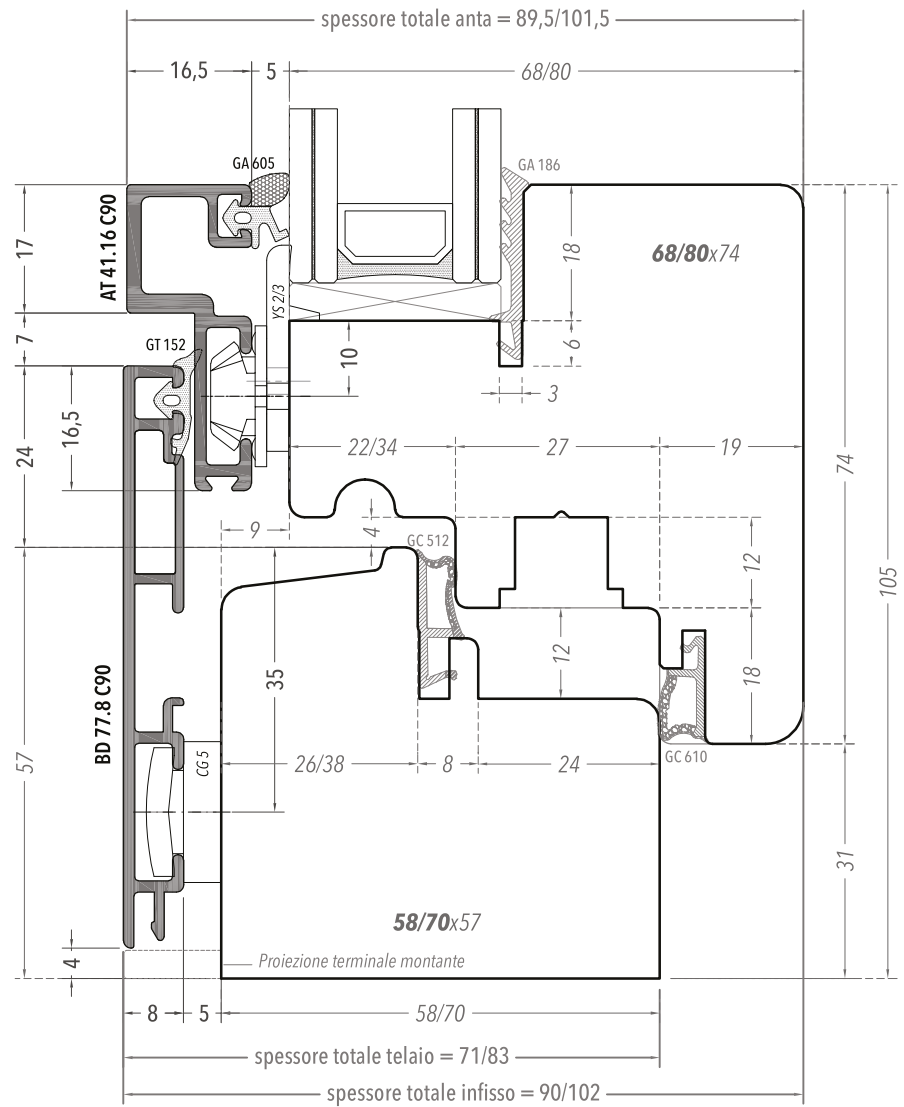 spessore totale anta = 89,5/101,5
16,5
5
68/80
GA 605
GA 186
AT 41.16 C90
17
18
68/80x74
YS 2/3
7
GT 152
10
6
3
16,5
24
22/34
27
19
74
9
4
GC 512
12
105
35
12
18
BD 77.8 C90
57
CG 5
26/38
8
24
GC 610
31
58/70x57
4
Proiezione terminale montante
8
5
58/70
spessore totale telaio = 71/83
spessore totale infisso = 90/102